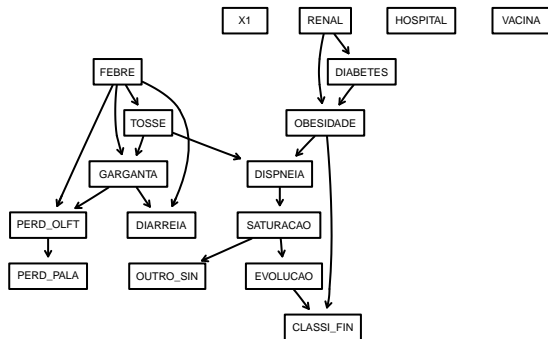 X1
RENAL
HOSPITAL
VACINA
FEBRE
DIABETES
TOSSE
OBESIDADE
GARGANTA
DISPNEIA
PERD_OLFT
DIARREIA
SATURACAO
PERD_PALA
OUTRO_SIN
EVOLUCAO
CLASSI_FIN